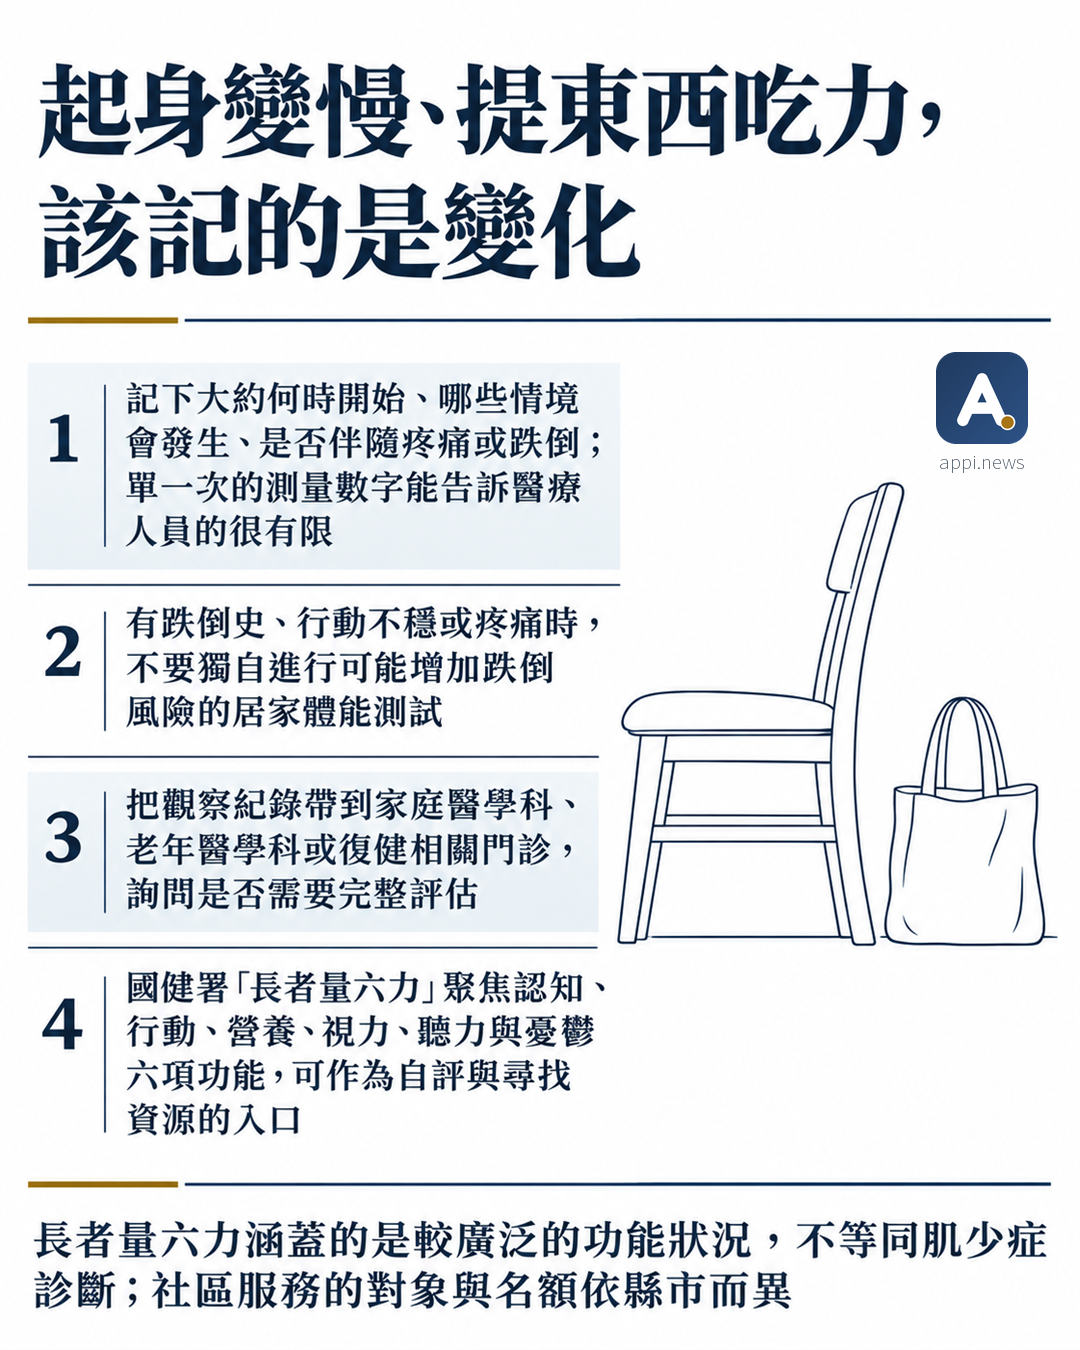 起身變慢、提東西吃力，
該記的是變化
A.
appi.news
1
記下大約何時開始、哪些情境
會發生、是否伴隨疼痛或跌倒；
單一次的測量數字能告訴醫療
人員的很有限
2
有跌倒史、行動不穩或疼痛時，
不要獨自進行可能增加跌倒
風險的居家體能測試
3
把觀察紀錄帶到家庭醫學科、
老年醫學科或復健相關門診，
詢問是否需要完整評估
4
國健署「長者量六力」聚焦認知、
行動、營養、視力、聽力與憂鬱
六項功能，可作為自評與尋找
資源的入口
長者量六力涵蓋的是較廣泛的功能狀況，不等同肌少症
診斷；社區服務的對象與名額依縣市而異